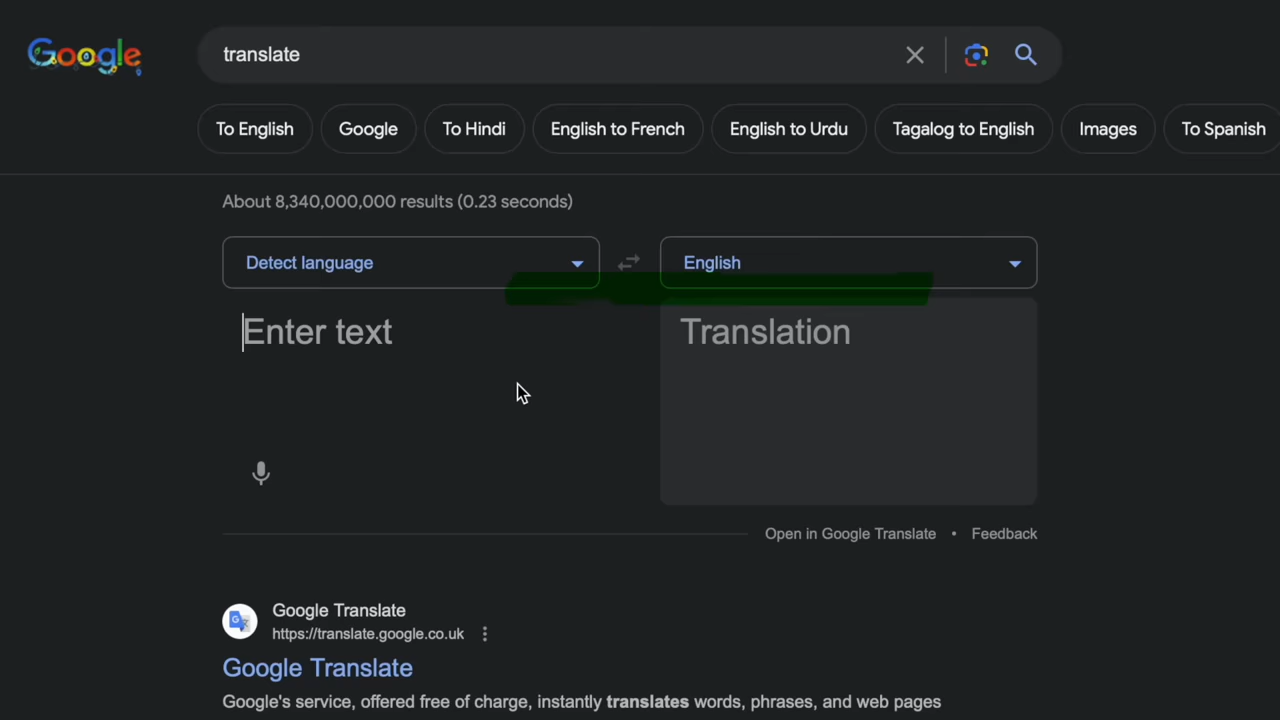 Google
translate
To English
Google
To Hindi
English to French
English to Urdu
Tagalog to English
Images
To Spanish
About 8,340,000,000 results (0.23 seconds)
Detect language
English
Enter text
Translation
Open in Google Translate • Feedback
Google Translate
https://translate.google.co.uk
Google Translate
Google's service, offered free of charge, instantly translates words, phrases, and web pages